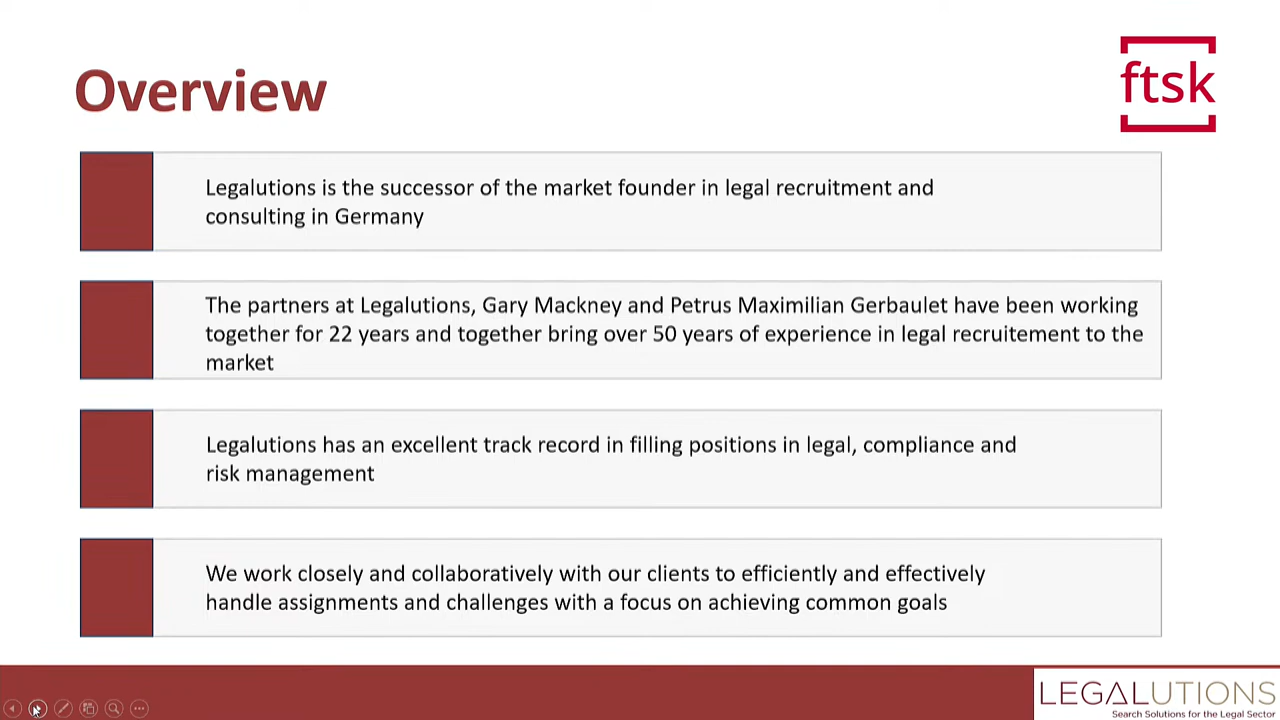 Overview
ftsk
Legalutions is the successor of the market founder in legal recruitment and
consulting in Germany
The partners at Legalutions, Gary Mackney and Petrus Maximilian Gerbaulet have been working
together for 22 years and together bring over 50 years of experience in legal recruitement to the
market
Legalutions has an excellent track record in filling positions in legal, compliance and
risk management
We work closely and collaboratively with our clients to efficiently and effectively
handle assignments and challenges with a focus on achieving common goals
LEGALUTIONS
Search Solutions for the Legal Sector